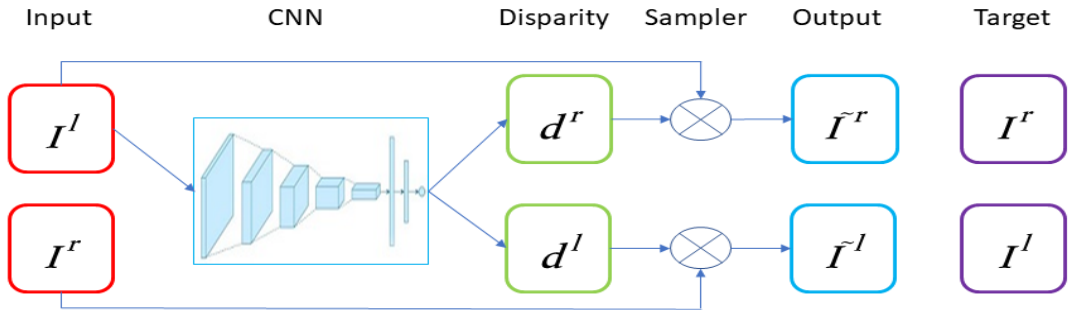 Input CNN Disparity Sampler Output Target
I^l d^r Ĩ^r I^r
I^r d^l Ĩ^l I^l